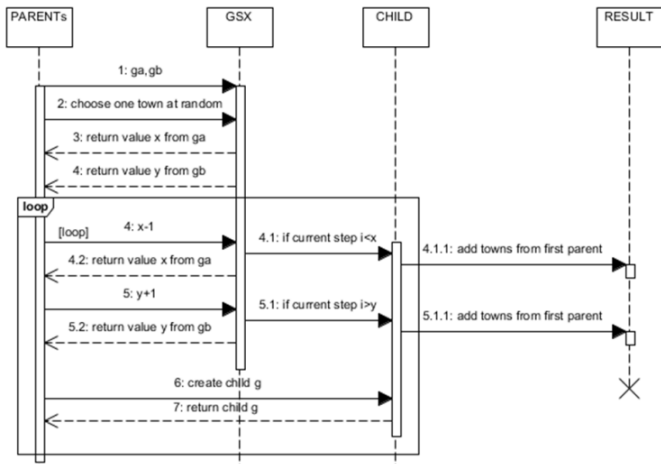 PARENTs
GSX
CHILD
RESULT
1: ga,gb
2: choose one town at random
3: return value x from ga
4: return value y from gb
loop
[loop]
4: x-1
4.1: if current step i<x
4.1.1: add towns from first parent
4.2: return value x from ga
5: y+1
5.1: if current step i>y
5.1.1: add towns from first parent
5.2: return value y from gb
6: create child g
7: return child g